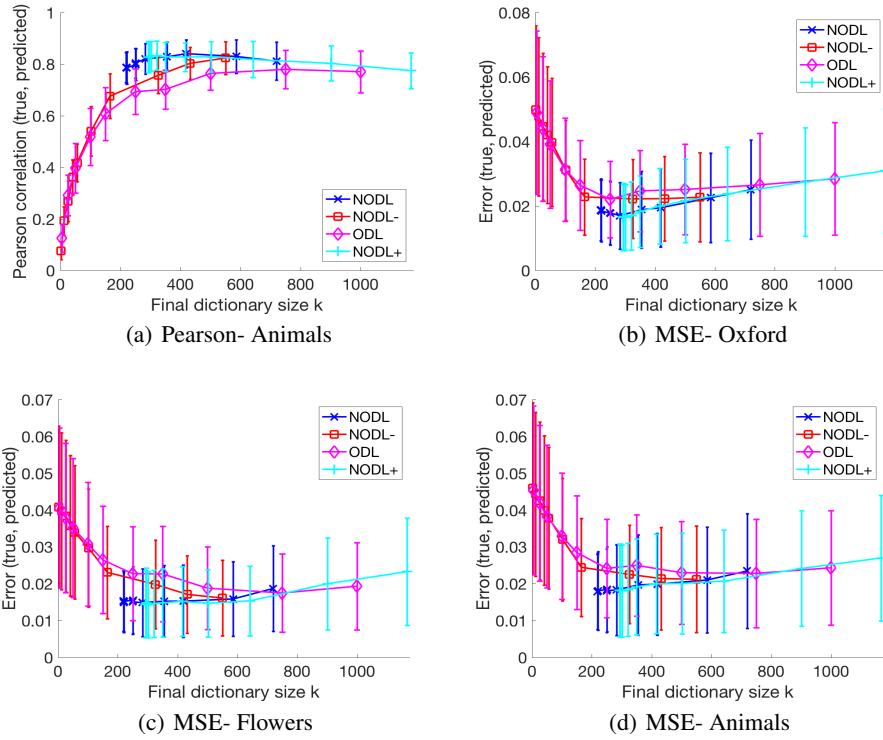 Pearson correlation (true, predicted)
1
0.8
0.6
0.4
0.2
0
0 200 400 600 800 1000
Final dictionary size k
NODL
NODL-
ODL
NODL+
(a) Pearson- Animals
Error (true, predicted)
0.08
0.06
0.04
0.02
0
0 200 400 600 800 1000
Final dictionary size k
NODL
NODL-
ODL
NODL+
(b) MSE- Oxford
Error (true, predicted)
0.07
0.06
0.05
0.04
0.03
0.02
0.01
0
0 200 400 600 800 1000
Final dictionary size k
NODL
NODL-
ODL
NODL+
(c) MSE- Flowers
Error (true, predicted)
0.07
0.06
0.05
0.04
0.03
0.02
0.01
0
0 200 400 600 800 1000
Final dictionary size k
NODL
NODL-
ODL
NODL+
(d) MSE- Animals